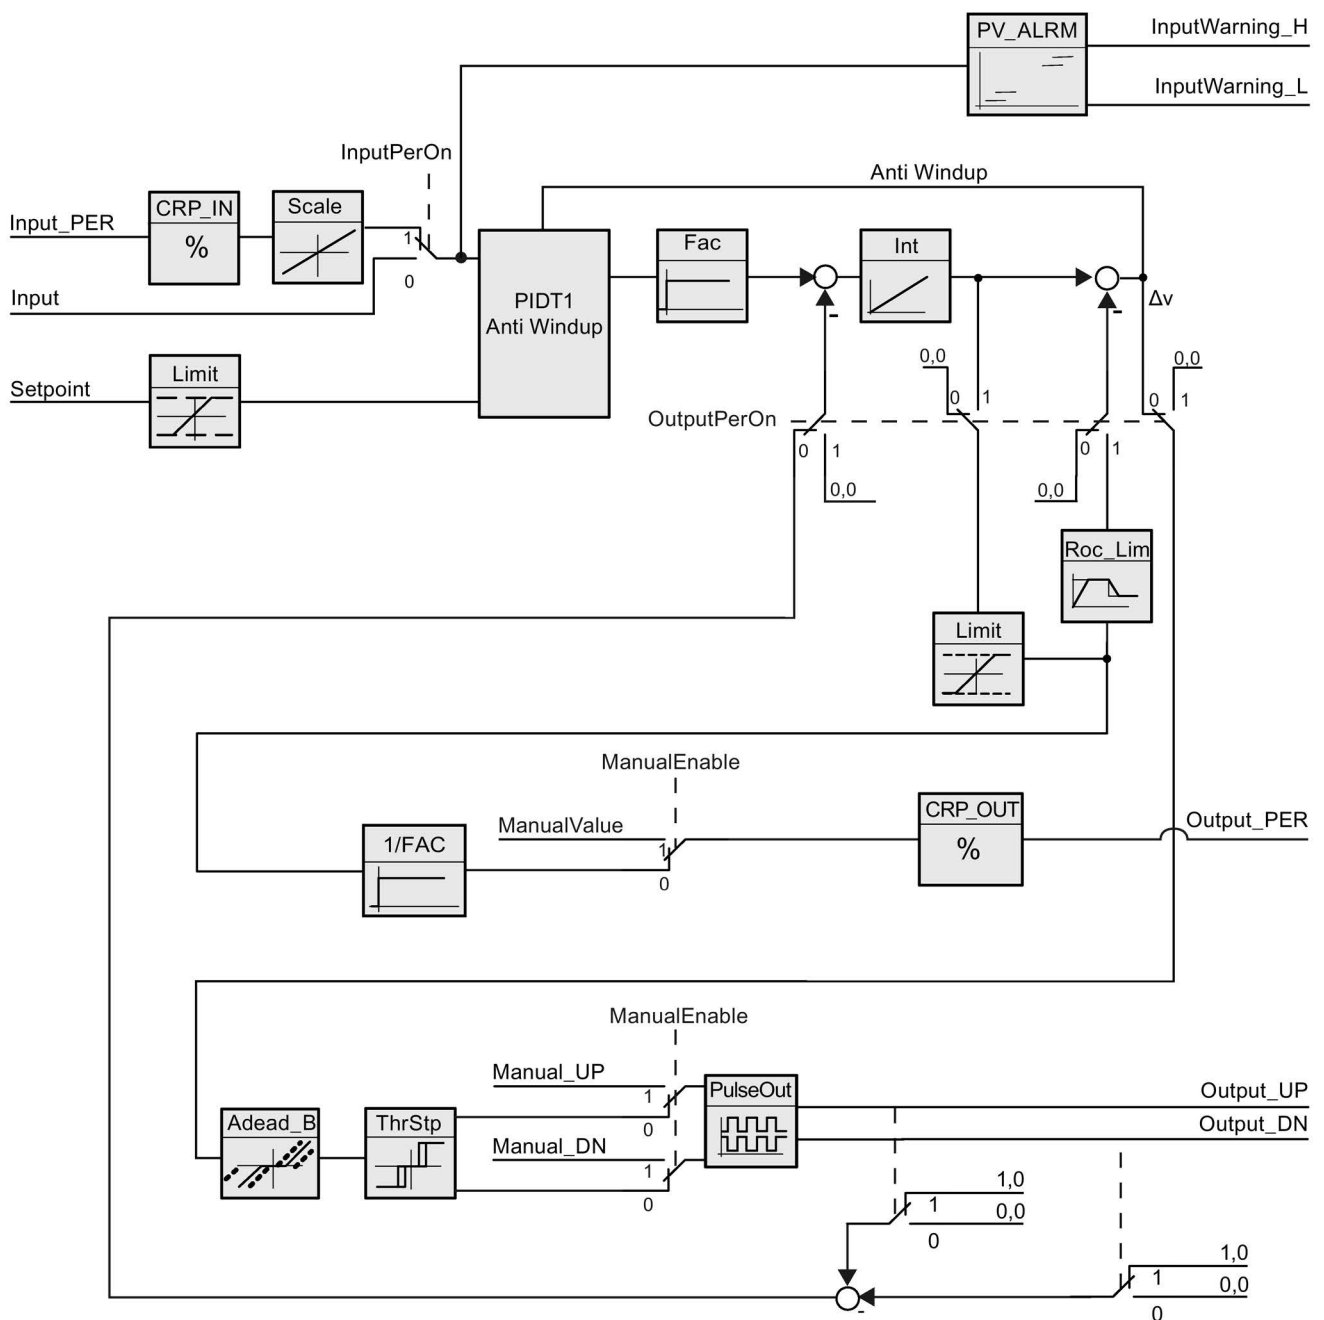 PV_ALRM
InputWarning_H
InputWarning_L
InputPerOn
Anti Windup
CRP_IN
%
Scale
Input_PER
1
0
Input
PIDT1
Anti Windup
Fac
-
Int
-
Δv
Setpoint
Limit
0,0
0,0
0
1
0
1
OutputPerOn
0
1
0,0
0
1
0,0
Roc_Lim
Limit
ManualEnable
ManualValue
1
0
1/FAC
CRP_OUT
%
Output_PER
ManualEnable
Manual_UP
1
0
PulseOut
Output_UP
Output_DN
Adead_B
ThrStp
Manual_DN
1
0
1,0
1
0,0
0
1,0
1
0,0
0
-